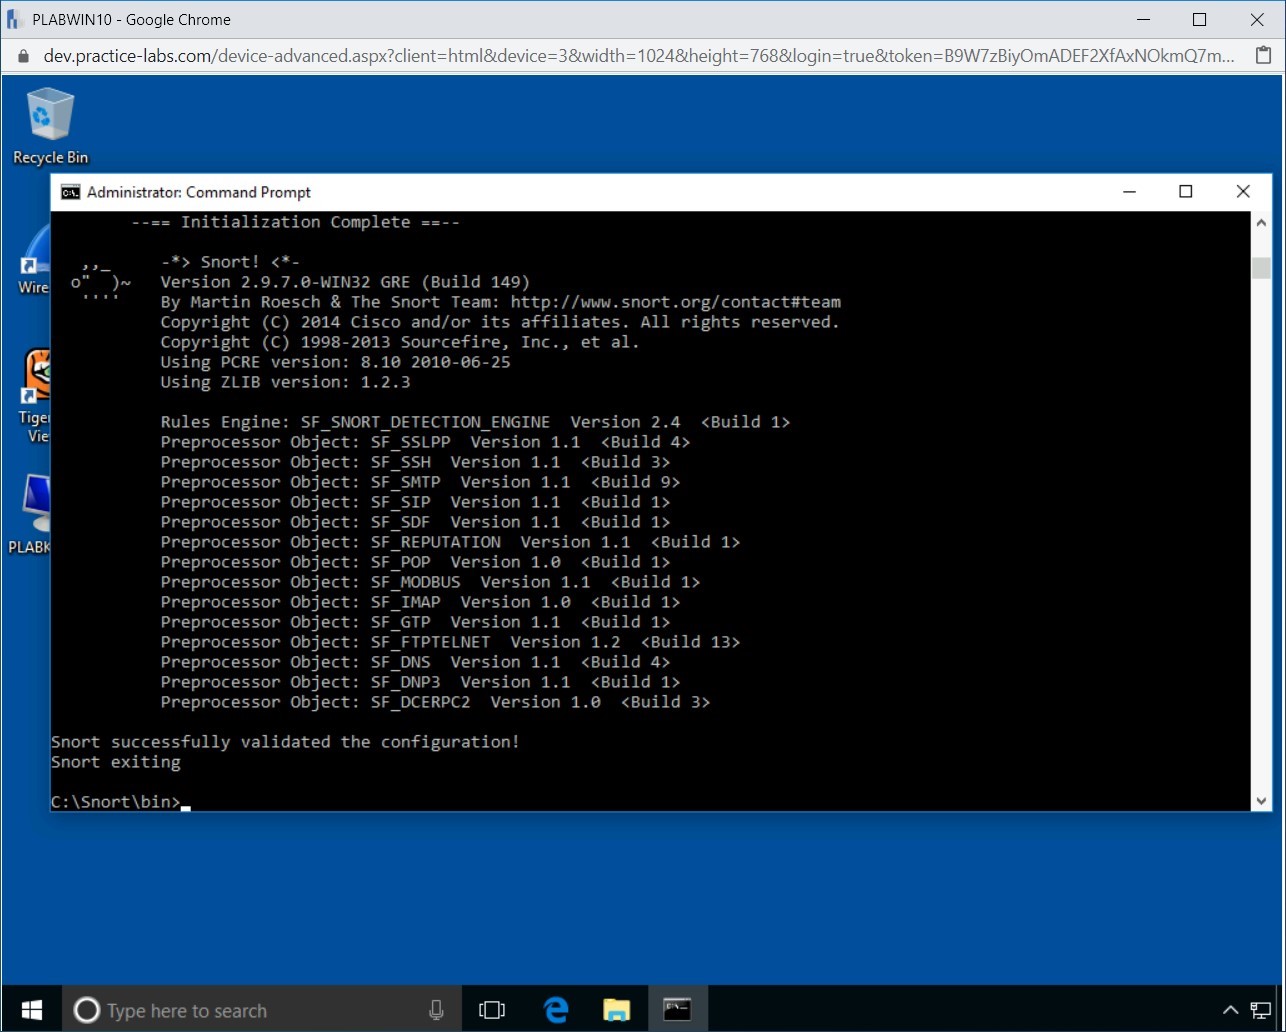 PLABWIN10 - Google Chrome
dev.practice-labs.com/device-advanced.aspx?client=html&device=3&width=1024&height=768&login=true&token=B9W7zBiyOmADEF2XfAxNOkmQ7m...
Recycle Bin
Wire
Tiger
Vie
PLABK
Administrator: Command Prompt
--== Initialization Complete ==--
,,_ -*> Snort! <*-
o" )~ Version 2.9.7.0-WIN32 GRE (Build 149)
'''' By Martin Roesch & The Snort Team: http://www.snort.org/contact#team
Copyright (C) 2014 Cisco and/or its affiliates. All rights reserved.
Copyright (C) 1998-2013 Sourcefire, Inc., et al.
Using PCRE version: 8.10 2010-06-25
Using ZLIB version: 1.2.3
Rules Engine: SF_SNORT_DETECTION_ENGINE Version 2.4 <Build 1>
Preprocessor Object: SF_SSLPP Version 1.1 <Build 4>
Preprocessor Object: SF_SSH Version 1.1 <Build 3>
Preprocessor Object: SF_SMTP Version 1.1 <Build 9>
Preprocessor Object: SF_SIP Version 1.1 <Build 1>
Preprocessor Object: SF_SDF Version 1.1 <Build 1>
Preprocessor Object: SF_REPUTATION Version 1.1 <Build 1>
Preprocessor Object: SF_POP Version 1.0 <Build 1>
Preprocessor Object: SF_MODBUS Version 1.1 <Build 1>
Preprocessor Object: SF_IMAP Version 1.0 <Build 1>
Preprocessor Object: SF_GTP Version 1.1 <Build 1>
Preprocessor Object: SF_FTPTELNET Version 1.2 <Build 13>
Preprocessor Object: SF_DNS Version 1.1 <Build 4>
Preprocessor Object: SF_DNP3 Version 1.1 <Build 1>
Preprocessor Object: SF_DCERPC2 Version 1.0 <Build 3>
Snort successfully validated the configuration!
Snort exiting
C:\Snort\bin>_
Type here to search